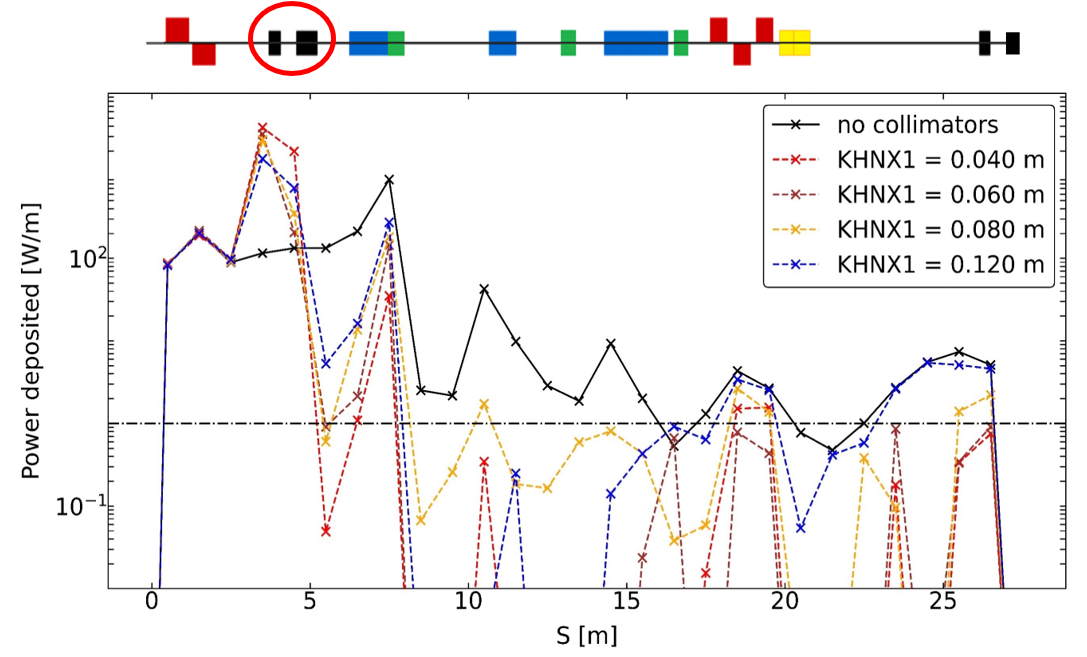 no collimators
KHNX1 = 0.040 m
KHNX1 = 0.060 m
KHNX1 = 0.080 m
KHNX1 = 0.120 m
Power deposited [W/m]
10²
10⁻¹
0 5 10 15 20 25
S [m]